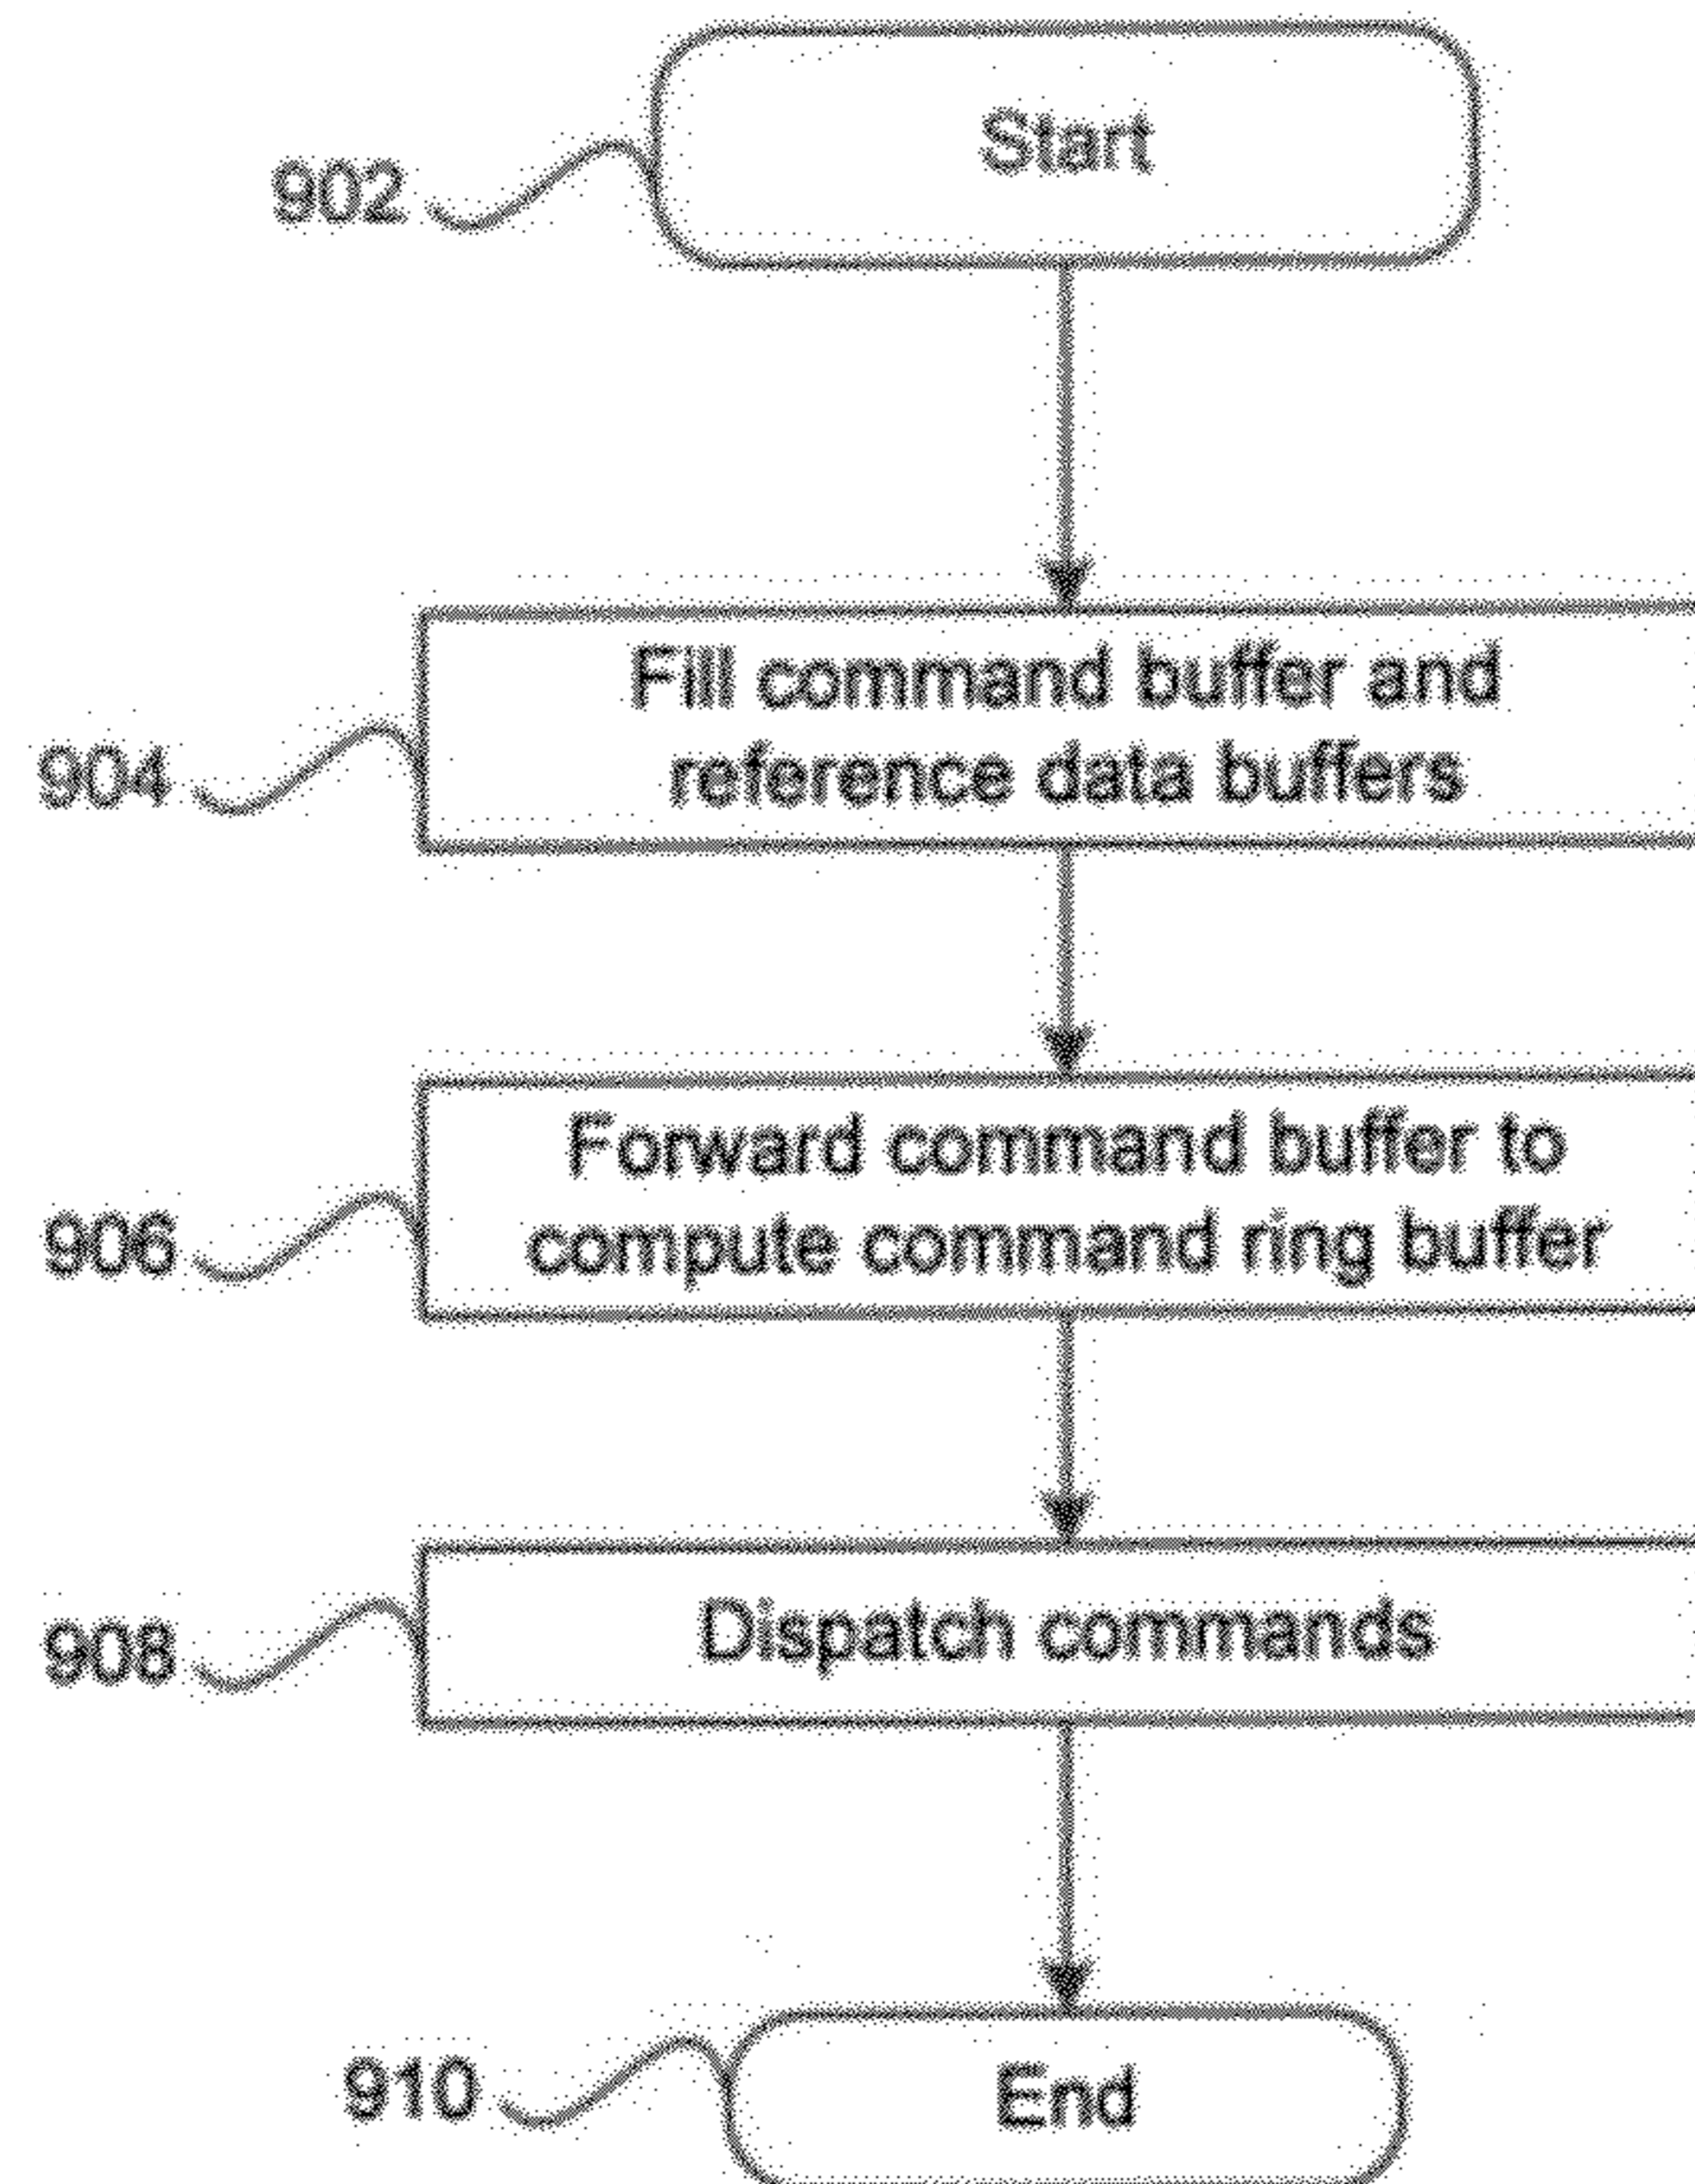 Start
902
Fill command buffer and
reference data buffers
904
Forward command buffer to
compute command ring buffer
906
Dispatch commands
908
End
910